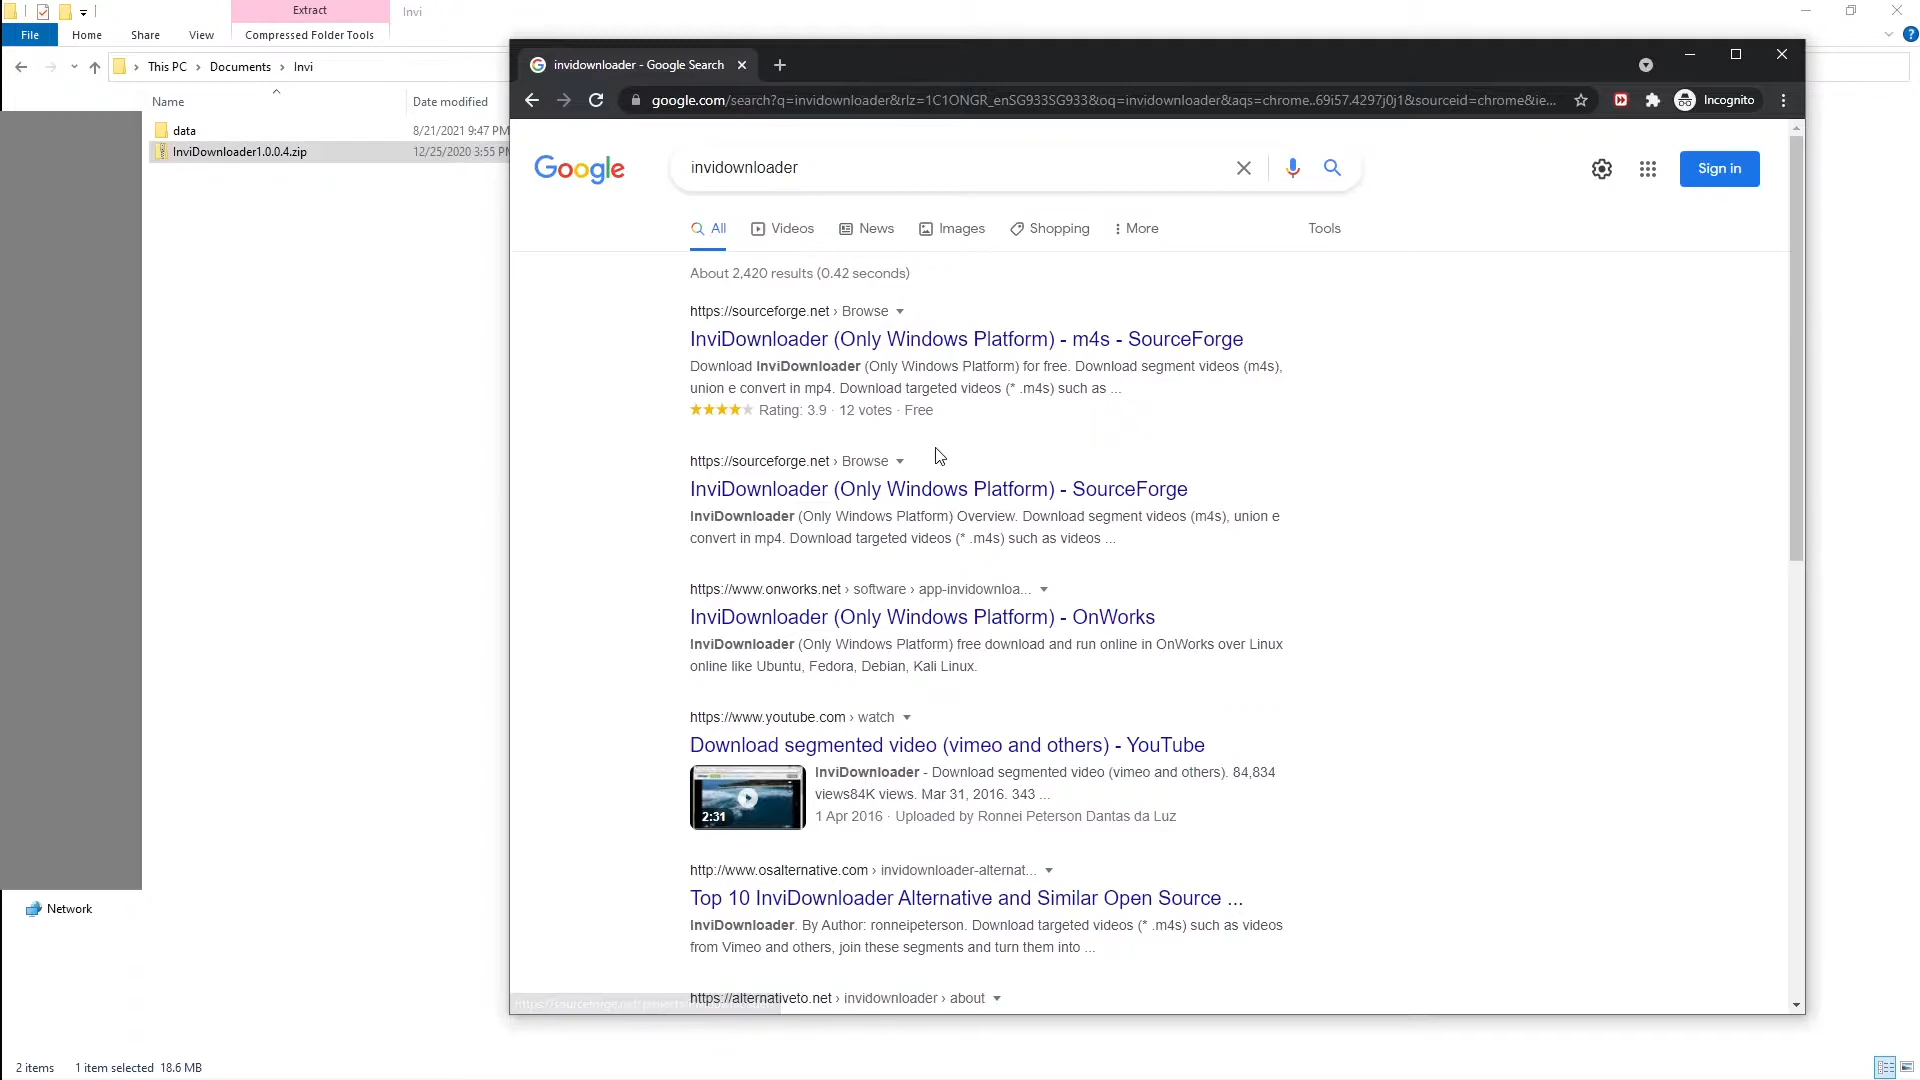 Extract
Invi
File
Home
Share
View
Compressed Folder Tools
This PC
Documents
Invi
Name
Date modified
data
8/21/2021 9:47 PM
InviDownloader1.0.0.4.zip
12/25/2020 3:55 PM
Network
2 items
1 item selected 18.6 MB
invidownloader - Google Search
google.com/search?q=invidownloader&rlz=1C1ONGR_enSG933SG933&oq=invidownloader&aqs=chrome..69i57.4297j0j1&sourceid=chrome&ie...
Incognito
Google
invidownloader
Sign in
All
Videos
News
Images
Shopping
More
Tools
About 2,420 results (0.42 seconds)
https://sourceforge.net › Browse
InviDownloader (Only Windows Platform) - m4s - SourceForge
Download InviDownloader (Only Windows Platform) for free. Download segment videos (m4s),
union e convert in mp4. Download targeted videos (* .m4s) such as ...
Rating: 3.9 · 12 votes · Free
https://sourceforge.net › Browse
InviDownloader (Only Windows Platform) - SourceForge
InviDownloader (Only Windows Platform) Overview. Download segment videos (m4s), union e
convert in mp4. Download targeted videos (* .m4s) such as videos ...
https://www.onworks.net › software › app-invidownloa...
InviDownloader (Only Windows Platform) - OnWorks
InviDownloader (Only Windows Platform) free download and run online in OnWorks over Linux
online like Ubuntu, Fedora, Debian, Kali Linux.
https://www.youtube.com › watch
Download segmented video (vimeo and others) - YouTube
2:31
InviDownloader - Download segmented video (vimeo and others). 84,834
views84K views. Mar 31, 2016. 343 ...
1 Apr 2016 · Uploaded by Ronnei Peterson Dantas da Luz
http://www.osalternative.com › invidownloader-alternat...
Top 10 InviDownloader Alternative and Similar Open Source ...
InviDownloader. By Author: ronneipeterson. Download targeted videos (* .m4s) such as videos
from Vimeo and others, join these segments and turn them into ...
https://alternativeto.net › invidownloader › about